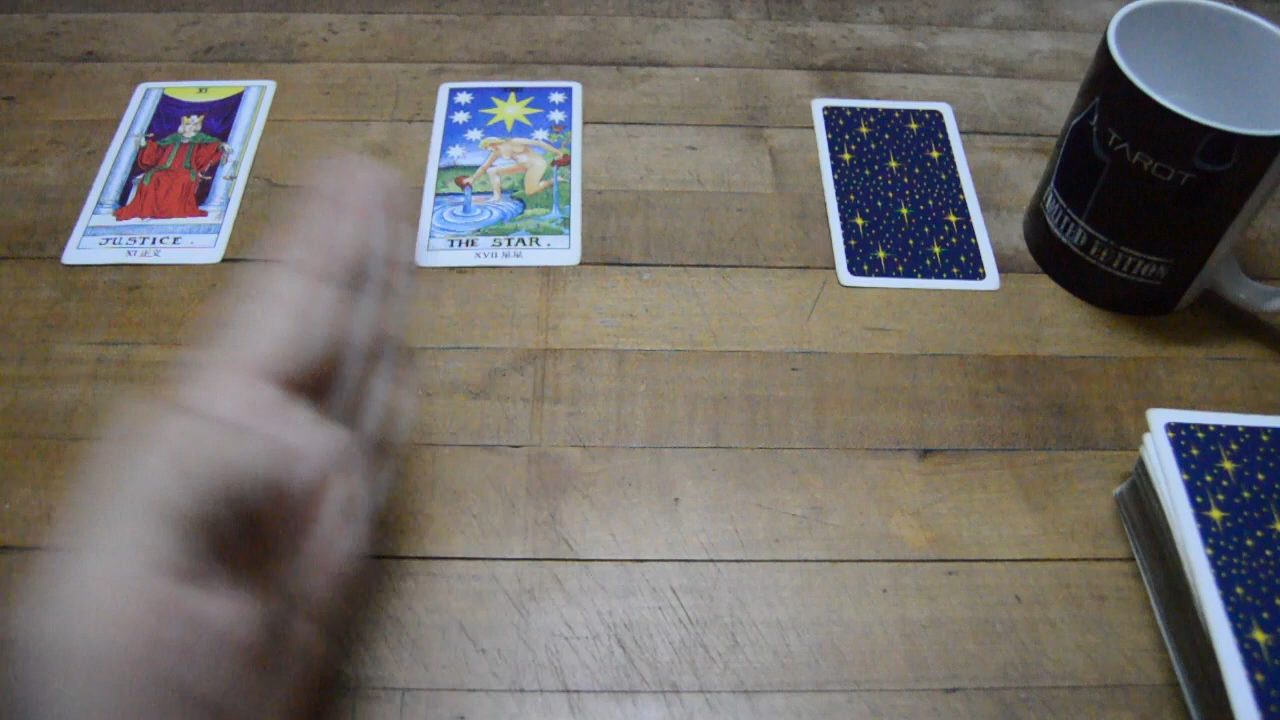 XI
JUSTICE.
XI 正义
THE STAR.
XVII 星星
TAROT
LIMITED EDITION